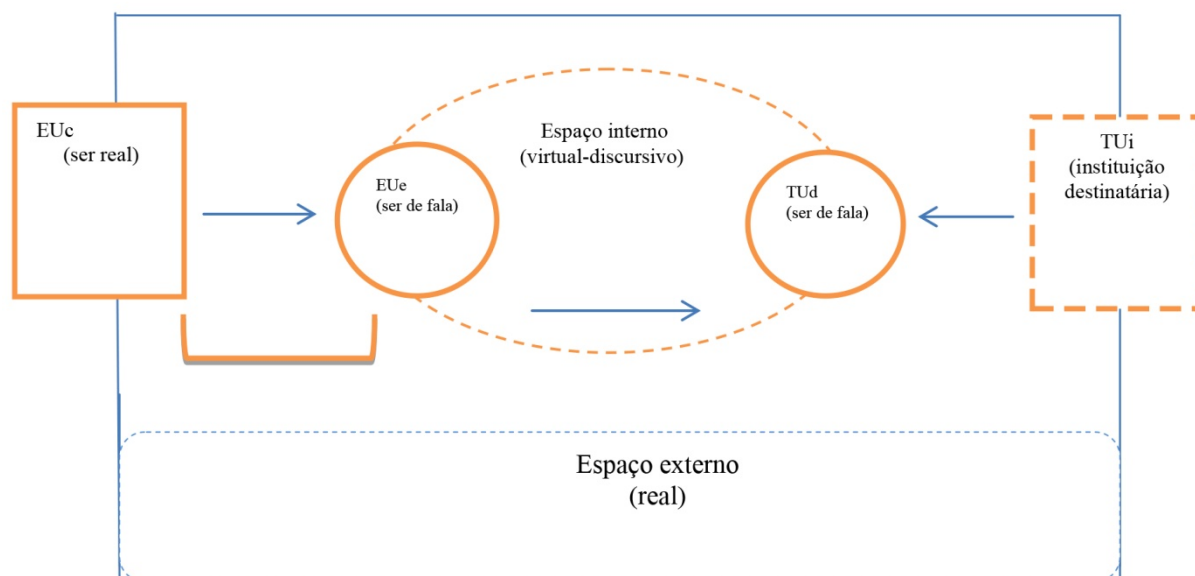 EUc
(ser real)
Espaço interno
(virtual-discursivo)
EUe
(ser de fala)
TUd
(ser de fala)
TUi
(instituição
destinatária)
Espaço externo
(real)